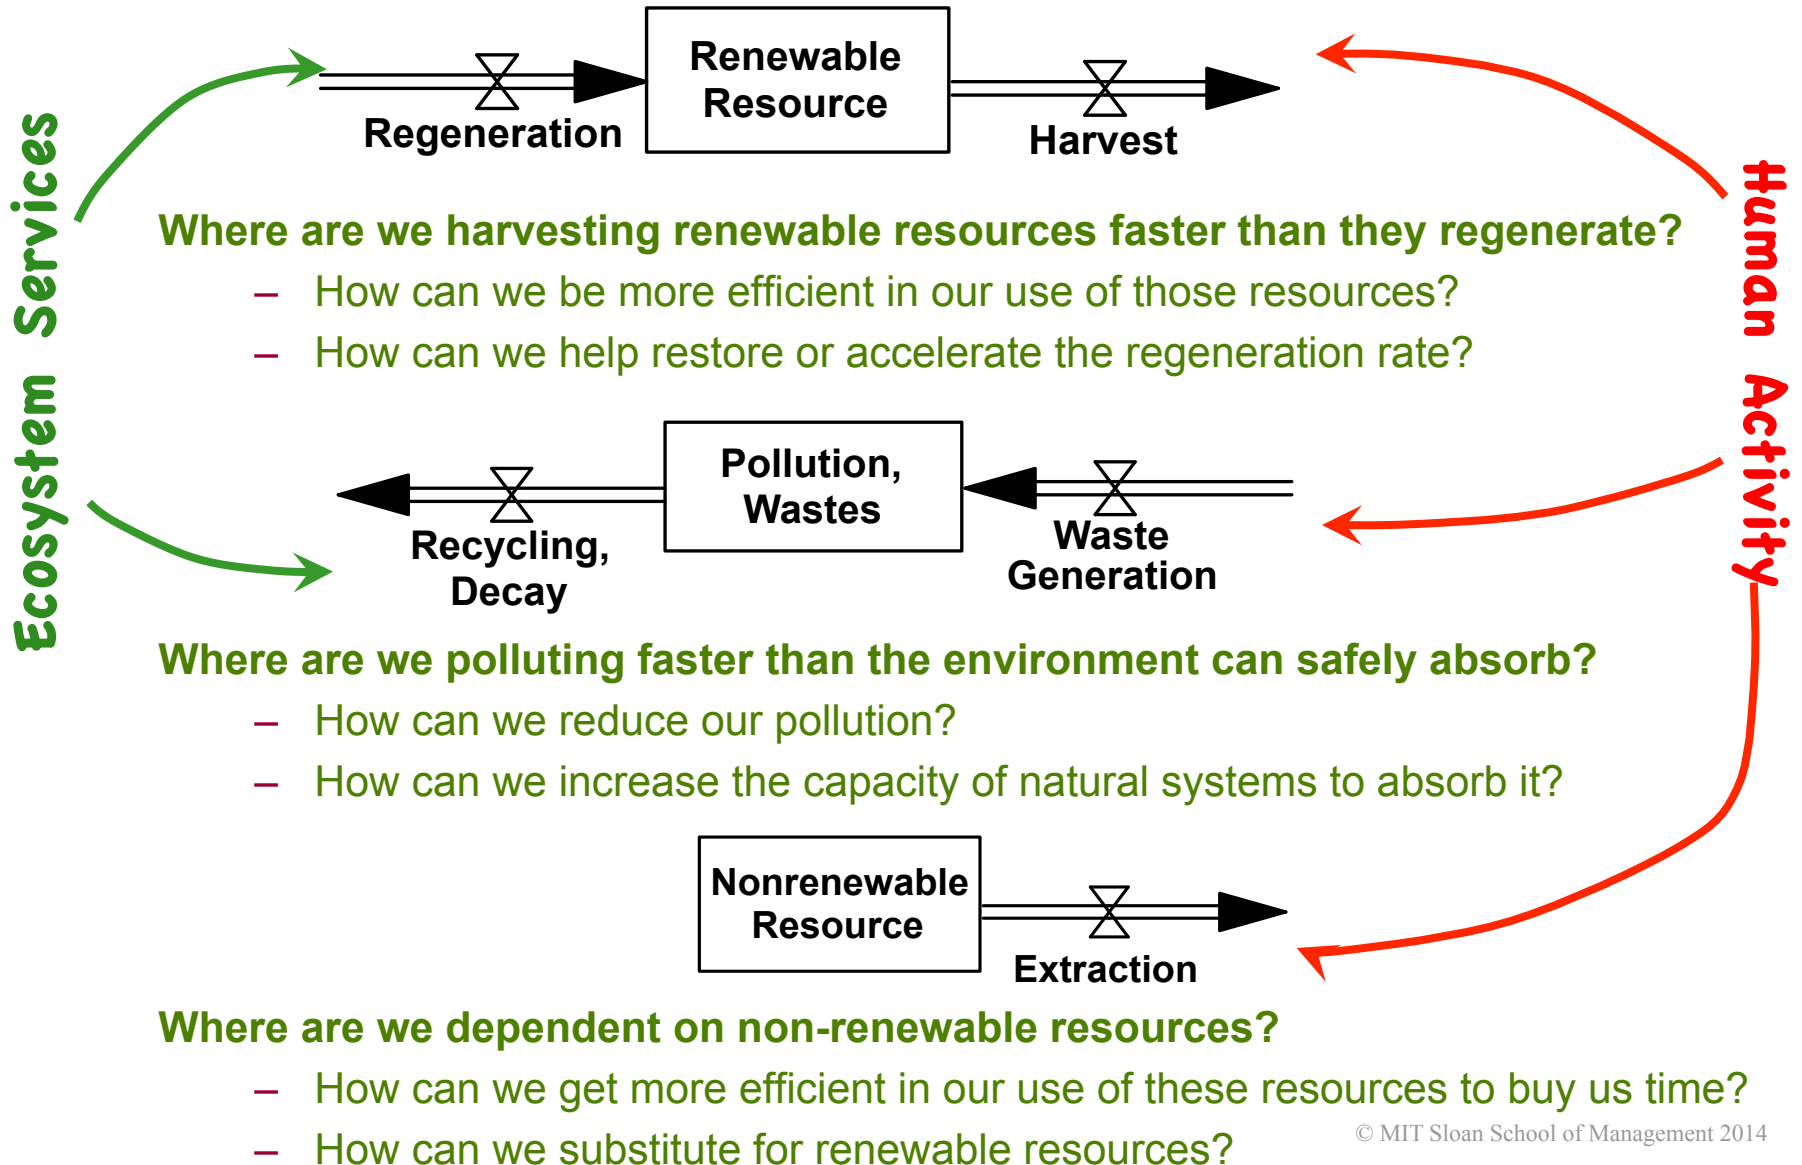 Renewable
Resource
Regeneration
Harvest
Ecosystem Services
Human Activity
Where are we harvesting renewable resources faster than they regenerate?
– How can we be more efficient in our use of those resources?
– How can we help restore or accelerate the regeneration rate?
Pollution,
Wastes
Recycling,
Decay
Waste
Generation
Where are we polluting faster than the environment can safely absorb?
– How can we reduce our pollution?
– How can we increase the capacity of natural systems to absorb it?
Nonrenewable
Resource
Extraction
Where are we dependent on non-renewable resources?
– How can we get more efficient in our use of these resources to buy us time?
– How can we substitute for renewable resources?
© MIT Sloan School of Management 2014